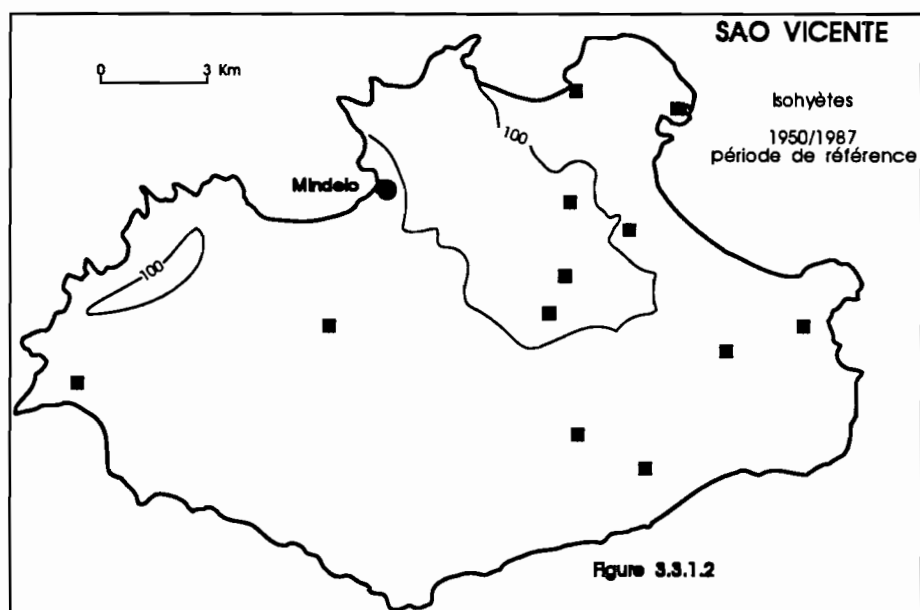 SAO VICENTE
0 3 Km
Isohyètes
1950/1987
période de référence
100
Mindelo
100
Figure 3.3.1.2